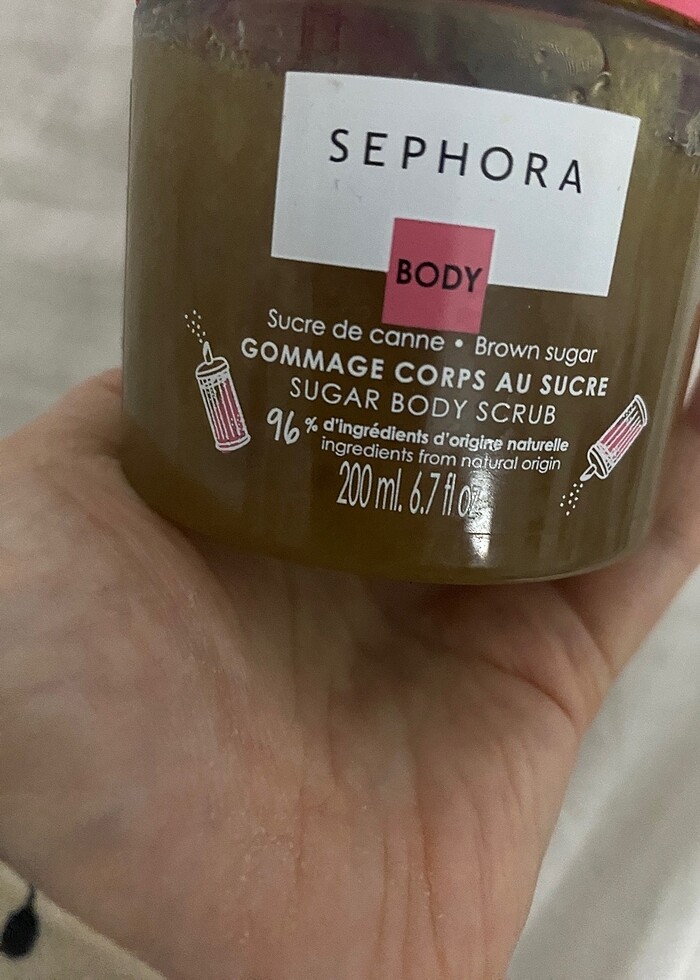 SEPHORA
BODY
Sucre de canne • Brown sugar
GOMMAGE CORPS AU SUCRE
SUGAR BODY SCRUB
96% d'ingrédients d'origine naturelle
ingredients from natural origin
200 ml. 6.7 fl oz